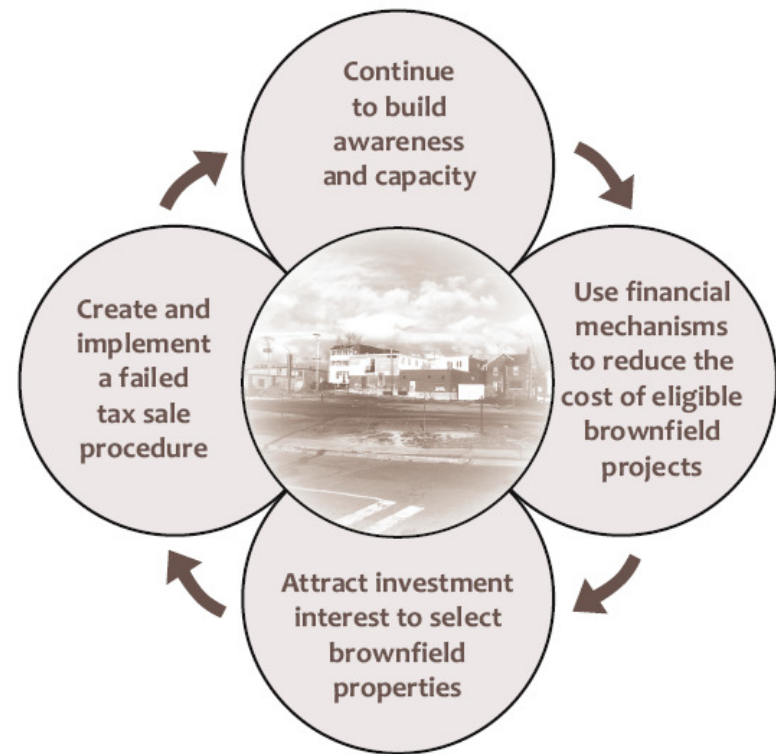 Continue
to build
awareness
and capacity
Use financial
mechanisms
to reduce the
cost of eligible
brownfield
projects
Attract investment
interest to select
brownfield
properties
Create and
implement
a failed
tax sale
procedure